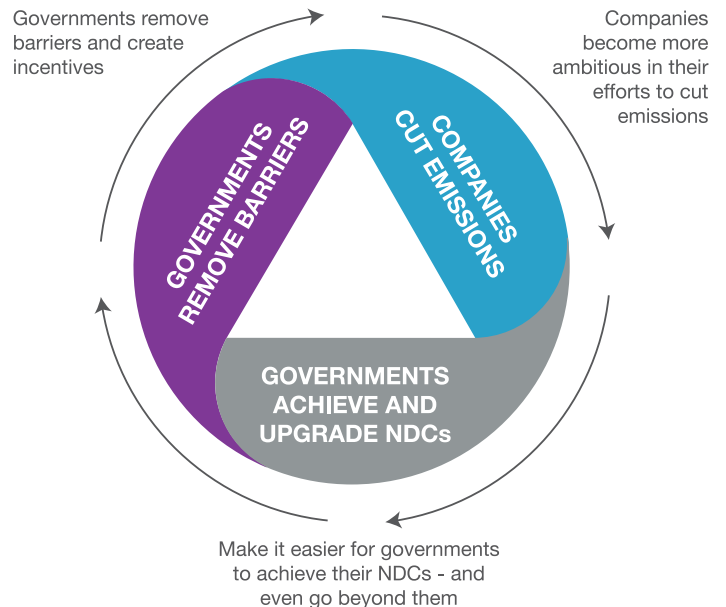 Governments remove
barriers and create
incentives
Companies
become more
ambitious in their
efforts to cut
emissions
GOVERNMENTS
REMOVE BARRIERS
COMPANIES
CUT EMISSIONS
GOVERNMENTS
ACHIEVE AND
UPGRADE NDCs
Make it easier for governments
to achieve their NDCs - and
even go beyond them